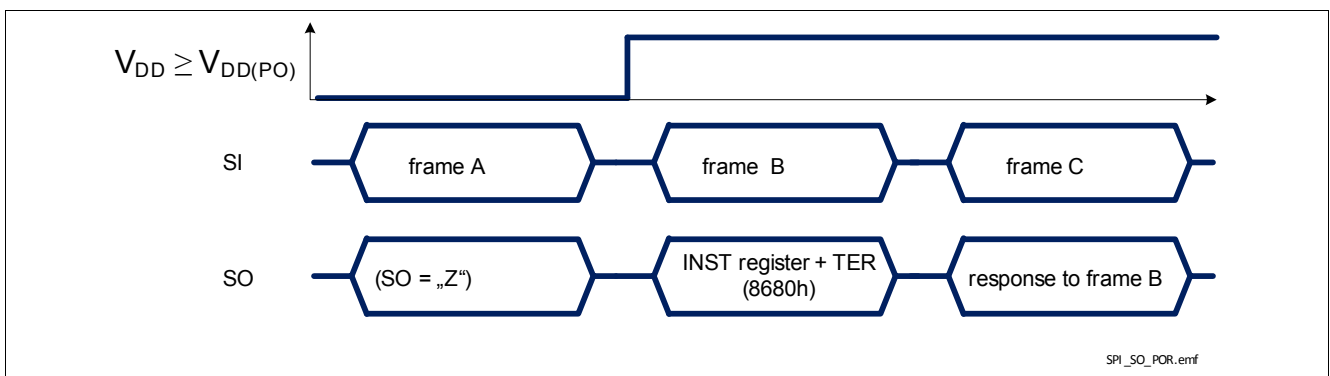 VDD ≥ VDD(PO)
SI
frame A
frame B
frame C
SO
(SO = „Z“)
INST register + TER
(8680h)
response to frame B
SPI_SO_POR.emf